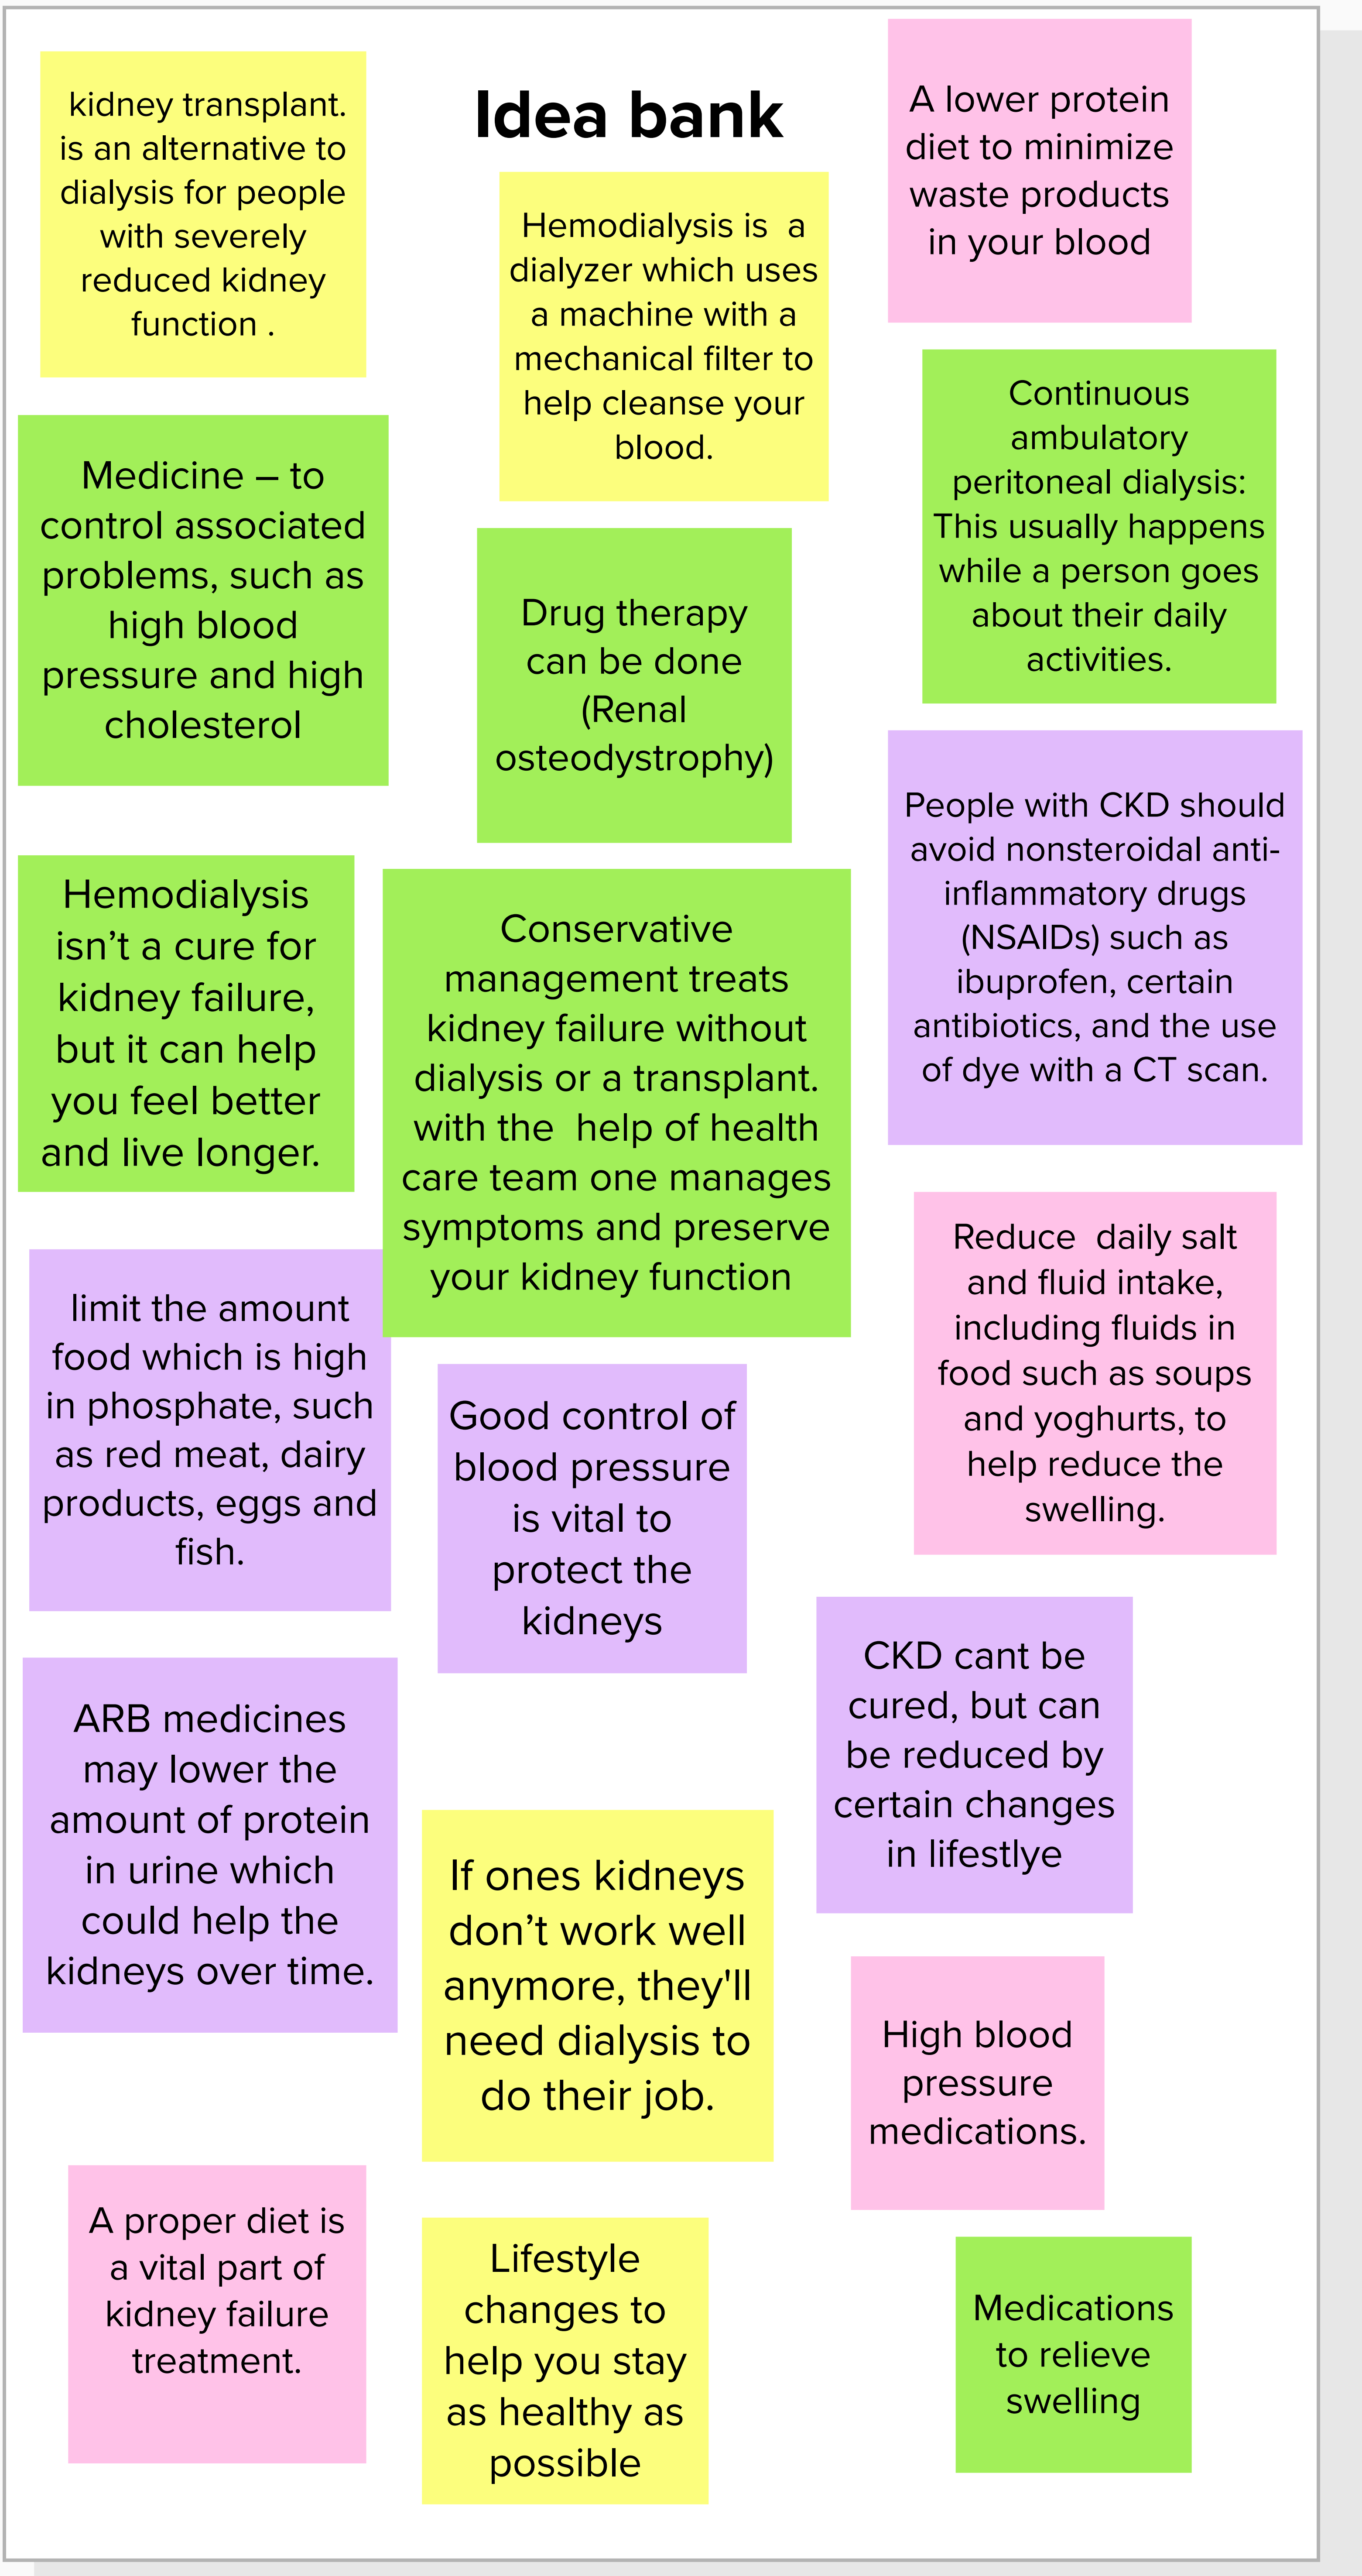 Idea bank
kidney transplant.
is an alternative to
dialysis for people
with severely
reduced kidney
function .
Hemodialysis is  a
dialyzer which uses
a machine with a
mechanical filter to
help cleanse your
blood.
A lower protein
diet to minimize
waste products
in your blood
Medicine – to
control associated
problems, such as
high blood
pressure and high
cholesterol
Drug therapy
can be done
(Renal
osteodystrophy)
Continuous
ambulatory
peritoneal dialysis:
This usually happens
while a person goes
about their daily
activities.
Hemodialysis
isn’t a cure for
kidney failure,
but it can help
you feel better
and live longer.
Conservative
management treats
kidney failure without
dialysis or a transplant.
with the  help of health
care team one manages
symptoms and preserve
your kidney function
People with CKD should
avoid nonsteroidal anti-
inflammatory drugs
(NSAIDs) such as
ibuprofen, certain
antibiotics, and the use
of dye with a CT scan.
limit the amount
food which is high
in phosphate, such
as red meat, dairy
products, eggs and
fish.
Good control of
blood pressure
is vital to
protect the
kidneys
Reduce  daily salt
and fluid intake,
including fluids in
food such as soups
and yoghurts, to
help reduce the
swelling.
ARB medicines
may lower the
amount of protein
in urine which
could help the
kidneys over time.
If ones kidneys
don’t work well
anymore, they'll
need dialysis to
do their job.
CKD cant be
cured, but can
be reduced by
certain changes
in lifestlye
High blood
pressure
medications.
A proper diet is
a vital part of
kidney failure
treatment.
Lifestyle
changes to
help you stay
as healthy as
possible
Medications
to relieve
swelling